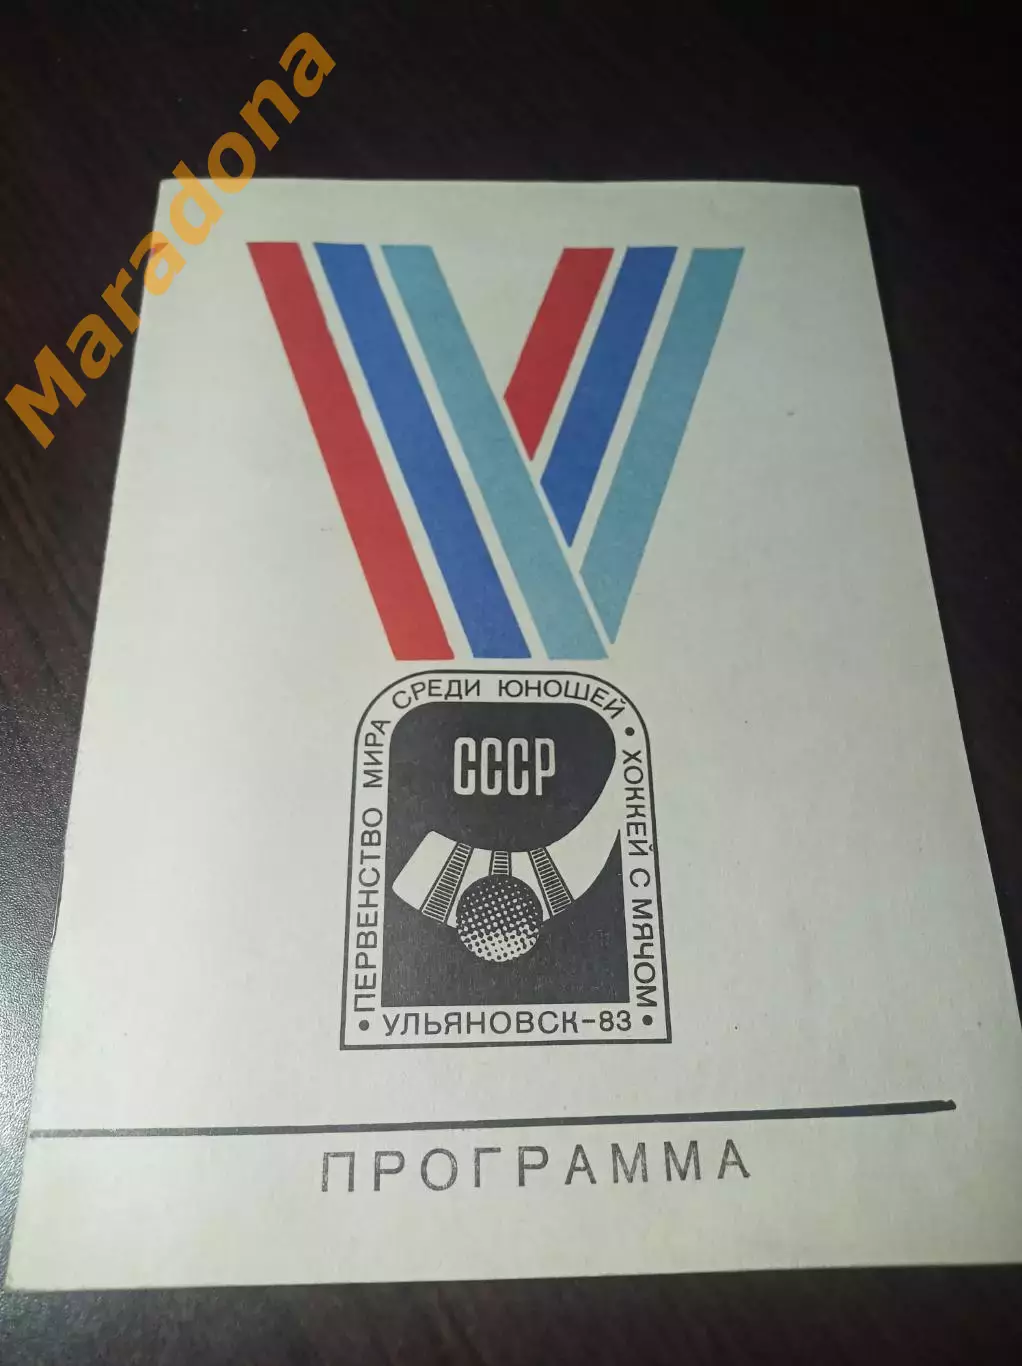 Maradona
ПЕРВЕНСТВО МИРА СРЕДИ ЮНОШЕЙ • ХОККЕЙ С МЯЧОМ
СССР
• УЛЬЯНОВСК-83 •
ПРОГРАММА